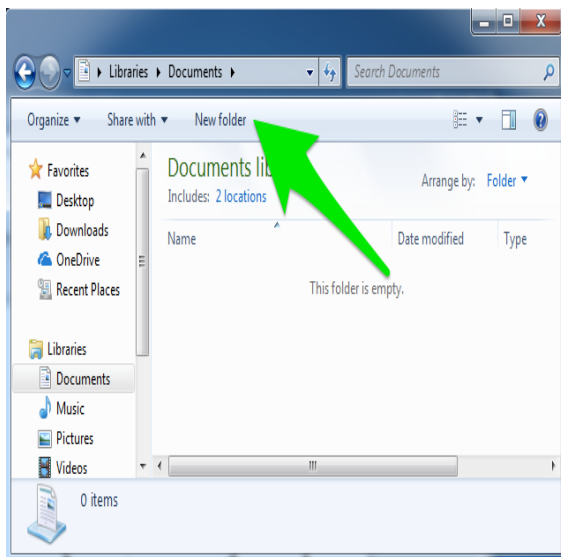 Libraries Documents Search Documents
Organize Share with New folder
Favorites
Desktop
Downloads
OneDrive
Recent Places
Libraries
Documents
Music
Pictures
Videos
Documents lib
Includes: 2 locations
Arrange by: Folder
Name Date modified Type
This folder is empty.
0 items